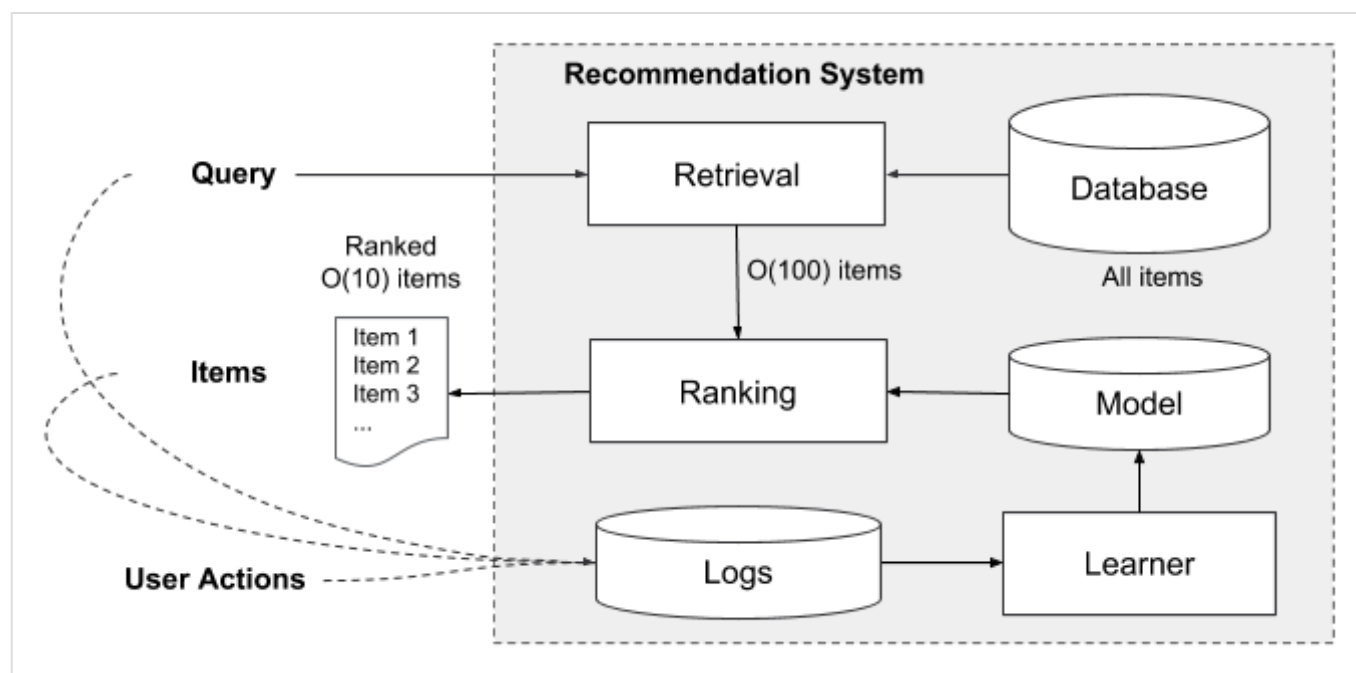 Recommendation System
Query
Retrieval
Database
Ranked
O(10) items
O(100) items
All items
Items
Item 1
Item 2
Item 3
...
Ranking
Model
User Actions
Logs
Learner